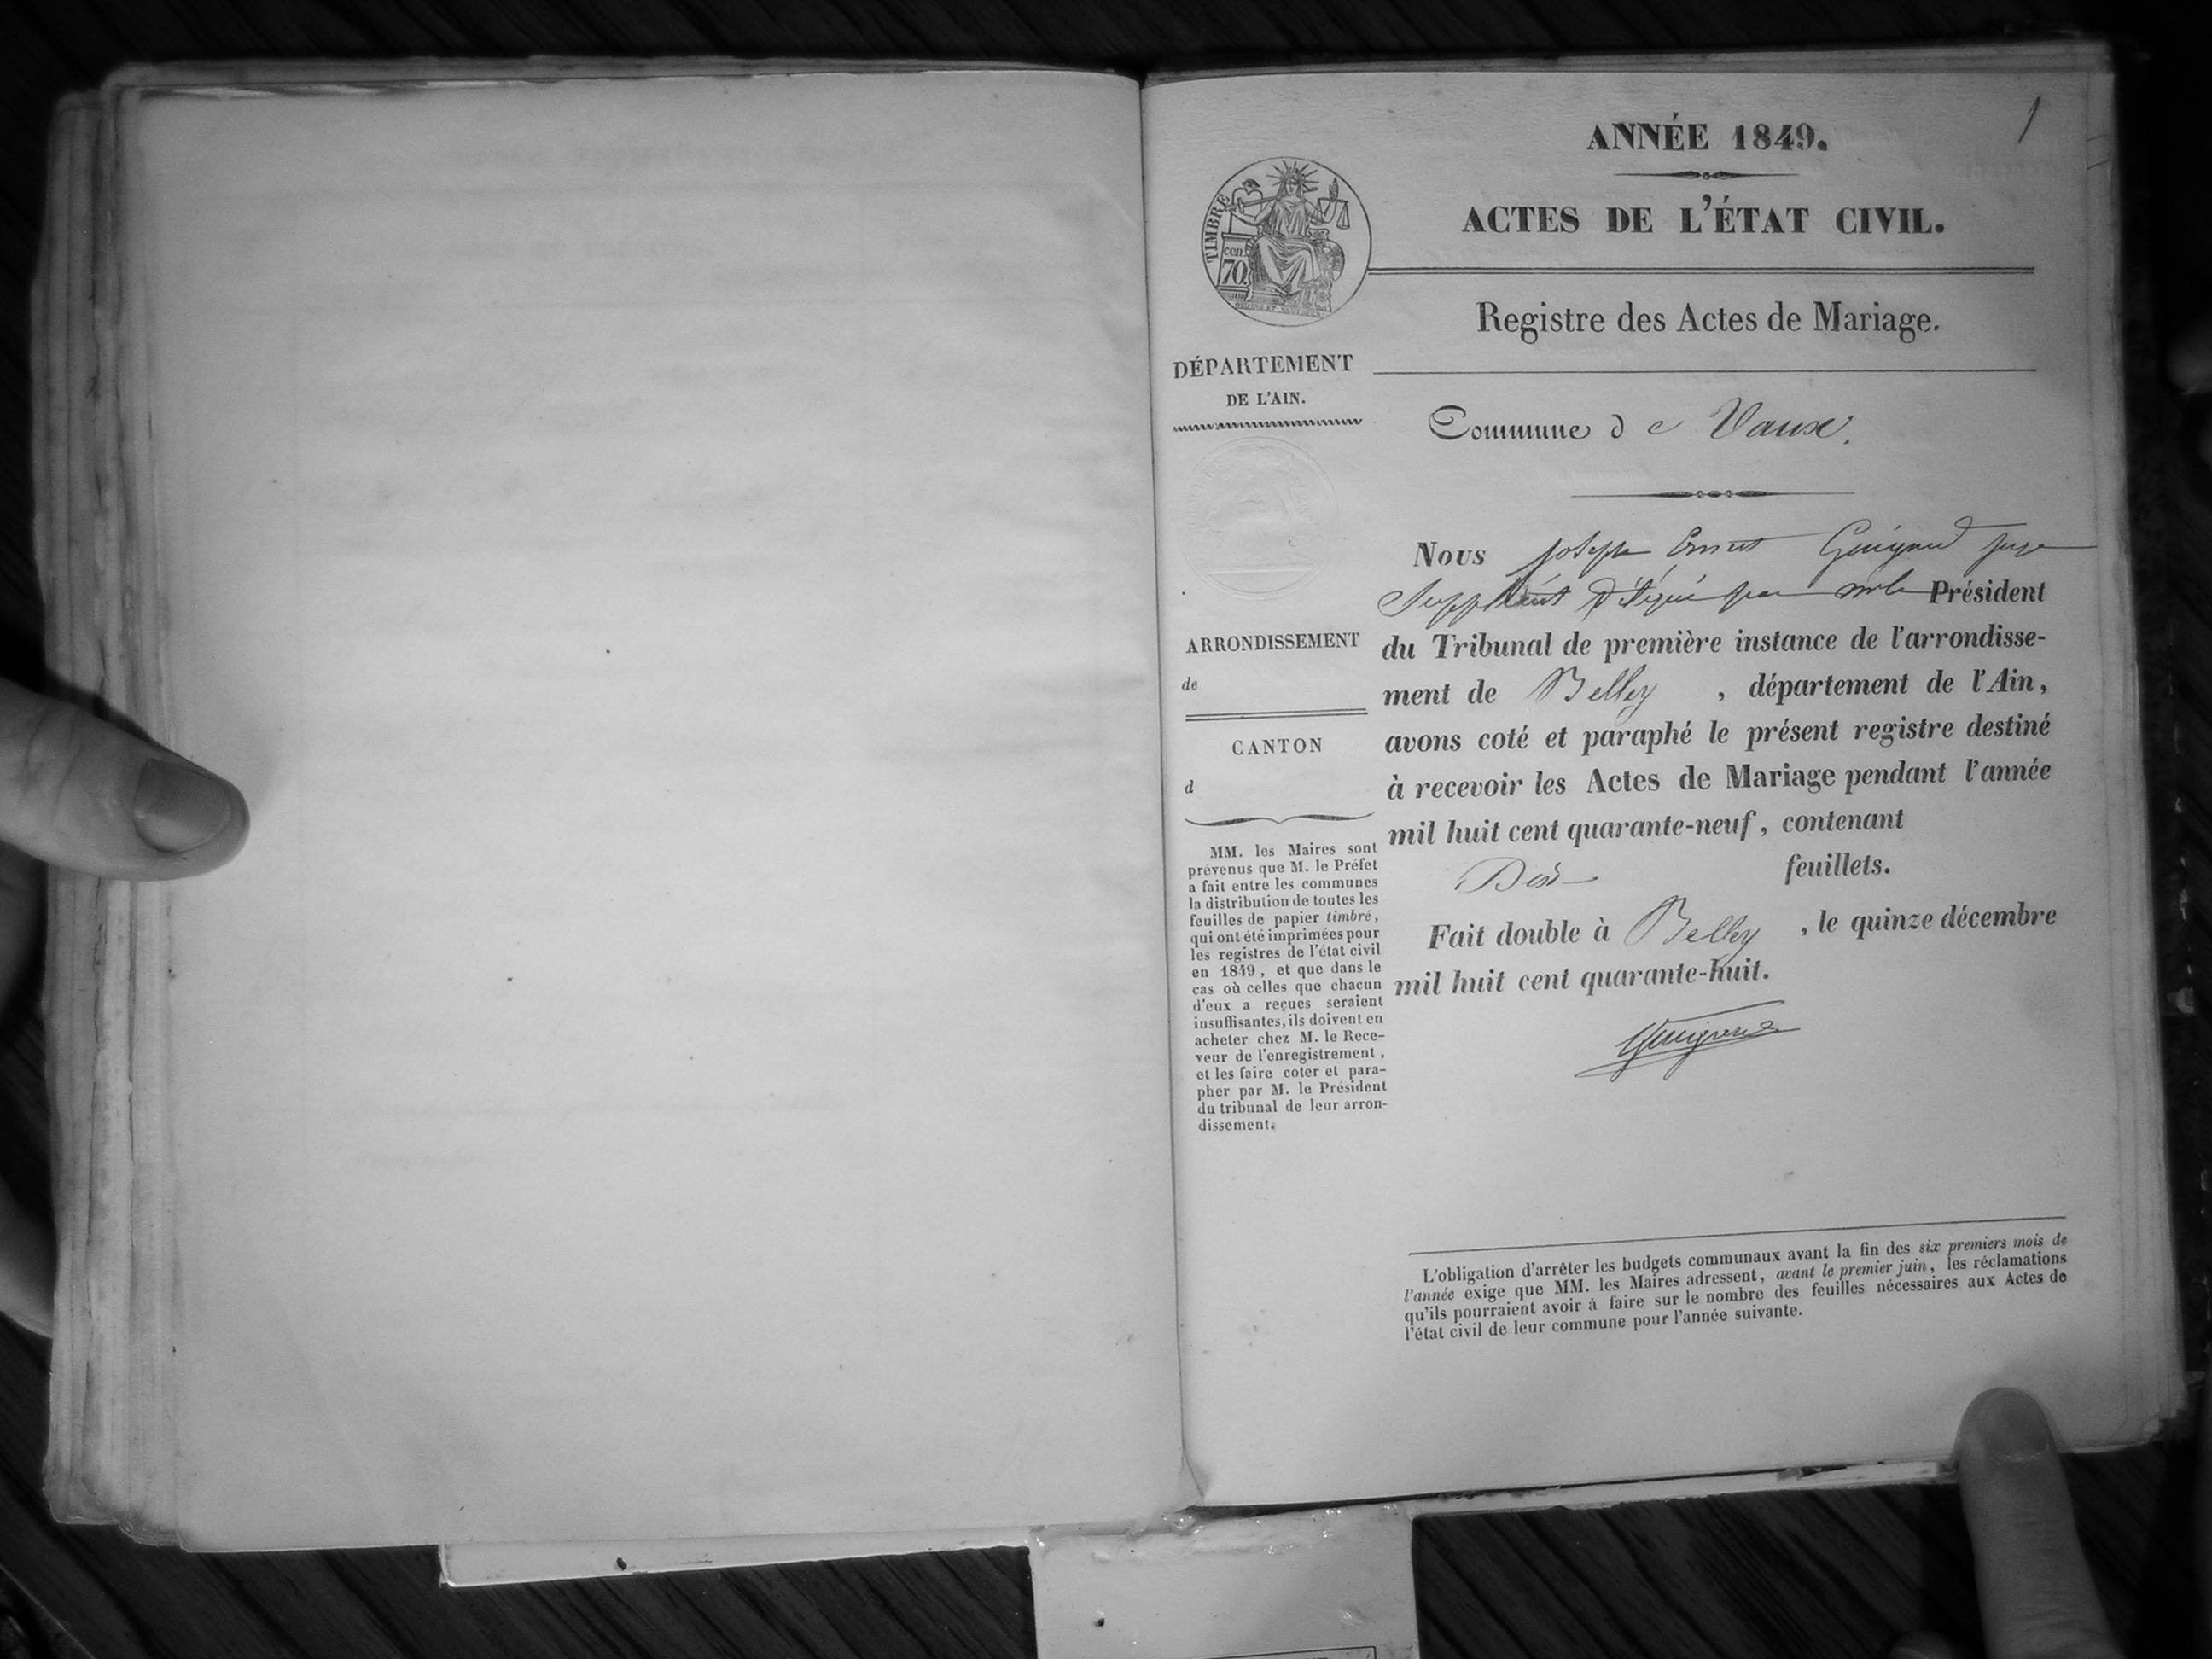 1
ANNÉE 1849.
ACTES DE L'ÉTAT CIVIL.
TIMBRE
cen
70.
Registre des Actes de Mariage.
DÉPARTEMENT
DE L'AIN.
Commune de Vaux.
ARRONDISSEMENT
de
CANTON
d
MM. les Maires sont
prévenus que M. le Préfet
a fait entre les communes
la distribution de toutes les
feuilles de papier timbré,
qui ont été imprimées pour
les registres de l'état civil
en 1849, et que dans le
cas où celles que chacun
d'eux a reçues seraient
insuffisantes, ils doivent en
acheter chez M. le Rece-
veur de l'enregistrement,
et les faire coter et para-
pher par M. le Président
du tribunal de leur arron-
dissement.
Nous Joseph Ernest Guignard juge
Suppléant délégué par mr le Président
du Tribunal de première instance de l'arrondisse-
ment de Belley, département de l'Ain,
avons coté et paraphé le présent registre destiné
à recevoir les Actes de Mariage pendant l'année
mil huit cent quarante-neuf, contenant
Dix feuillets.
Fait double à Belley, le quinze décembre
mil huit cent quarante-huit.
L'obligation d'arrêter les budgets communaux avant la fin des six premiers mois de
l'année exige que MM. les Maires adressent, avant le premier juin, les réclamations
qu'ils pourraient avoir à faire sur le nombre des feuilles nécessaires aux Actes de
l'état civil de leur commune pour l'année suivante.